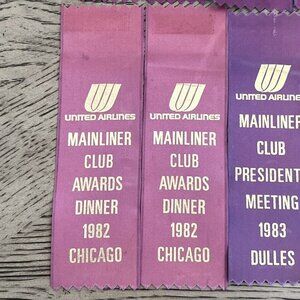 UNITED AIRLINES
MAINLINER
CLUB
AWARDS
DINNER
1982
CHICAGO
UNITED AIRLINES
MAINLINER
CLUB
AWARDS
DINNER
1982
CHICAGO
UNITED AIRLINES
MAINLINER
CLUB
PRESIDENT
MEETING
1983
DULLES